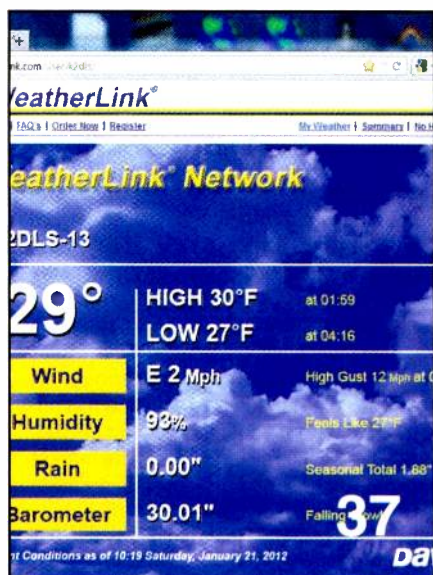 nk.com
WeatherLink®
| FAQ's | Order Now | Register
My Weather | Summary | No
WeatherLink® Network
2DLS-13
29°
HIGH 30°F at 01:59
LOW 27°F at 04:16
Wind E 2 Mph High Gust 12 Mph at
Humidity 93% Feels Like 27°F
Rain 0.00" Seasonal Total 1.88"
Barometer 30.01" Falling
37
nt Conditions as of 10:19 Saturday, January 21, 2012
Dav